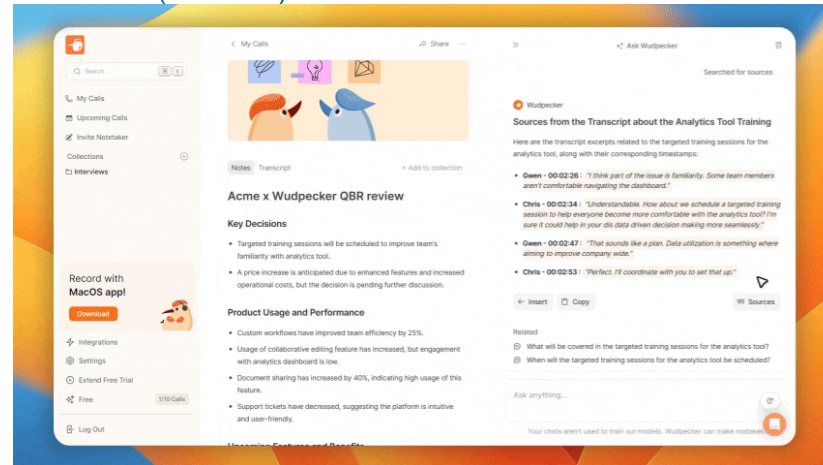 Search
My Calls
Upcoming Calls
Invite Notetaker
Collections
Interviews
Record with
MacOS app!
Download
Integrations
Settings
Extend Free Trial
Free
1/10 Calls
Log Out
< My Calls
Share
Notes Transcript
+ Add to collection
Acme x Wudpecker QBR review
Key Decisions
• Targeted training sessions will be scheduled to improve team's
familiarity with analytics tool.
• A price increase is anticipated due to enhanced features and increased
operational costs, but the decision is pending further discussion.
Product Usage and Performance
• Custom workflows have improved team efficiency by 25%.
• Usage of collaborative editing feature has increased, but engagement
with analytics dashboard is low.
• Document sharing has increased by 40%, indicating high usage of this
feature.
• Support tickets have decreased, suggesting the platform is intuitive
and user-friendly.
Upcoming Features and Benefits
Ask Wudpecker
Searched for sources
Wudpecker
Sources from the Transcript about the Analytics Tool Training
Here are the transcript excerpts related to the targeted training sessions for the
analytics tool, along with their corresponding timestamps:
• Gwen - 00:02:26 : "I think part of the issue is familiarity. Some team members
aren't comfortable navigating the dashboard."
• Chris - 00:02:34 : "Understandable. How about we schedule a targeted training
session to help everyone become more comfortable with the analytics tool? I'm
sure it could help in your dis data driven decision making more seamlessly."
• Gwen - 00:02:47 : "That sounds like a plan. Data utilization is something where
aiming to improve company wide."
• Chris - 00:02:53 : "Perfect. I'll coordinate with you to set that up."
Insert
Copy
Sources
Related
What will be covered in the targeted training sessions for the analytics tool?
When will the targeted training sessions for the analytics tool be scheduled?
Ask anything...
Your chats aren't used to train our models. Wudpecker can make mistakes